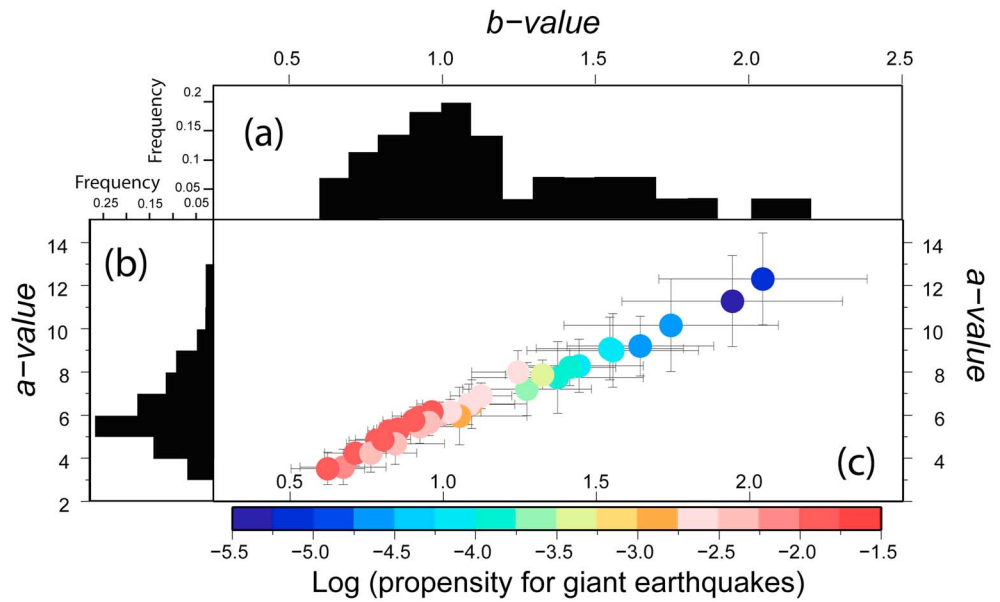 b−value
0.5 1.0 1.5 2.0 2.5
Frequency
0.2
0.15
0.1
0.05
(a)
Frequency
0.25 0.15 0.05
(b)
a−value
14
12
10
8
6
4
2
14
12
10
8
6
4
a−value
(c)
0.5 1.0 1.5 2.0
−5.5 −5.0 −4.5 −4.0 −3.5 −3.0 −2.5 −2.0 −1.5
Log (propensity for giant earthquakes)